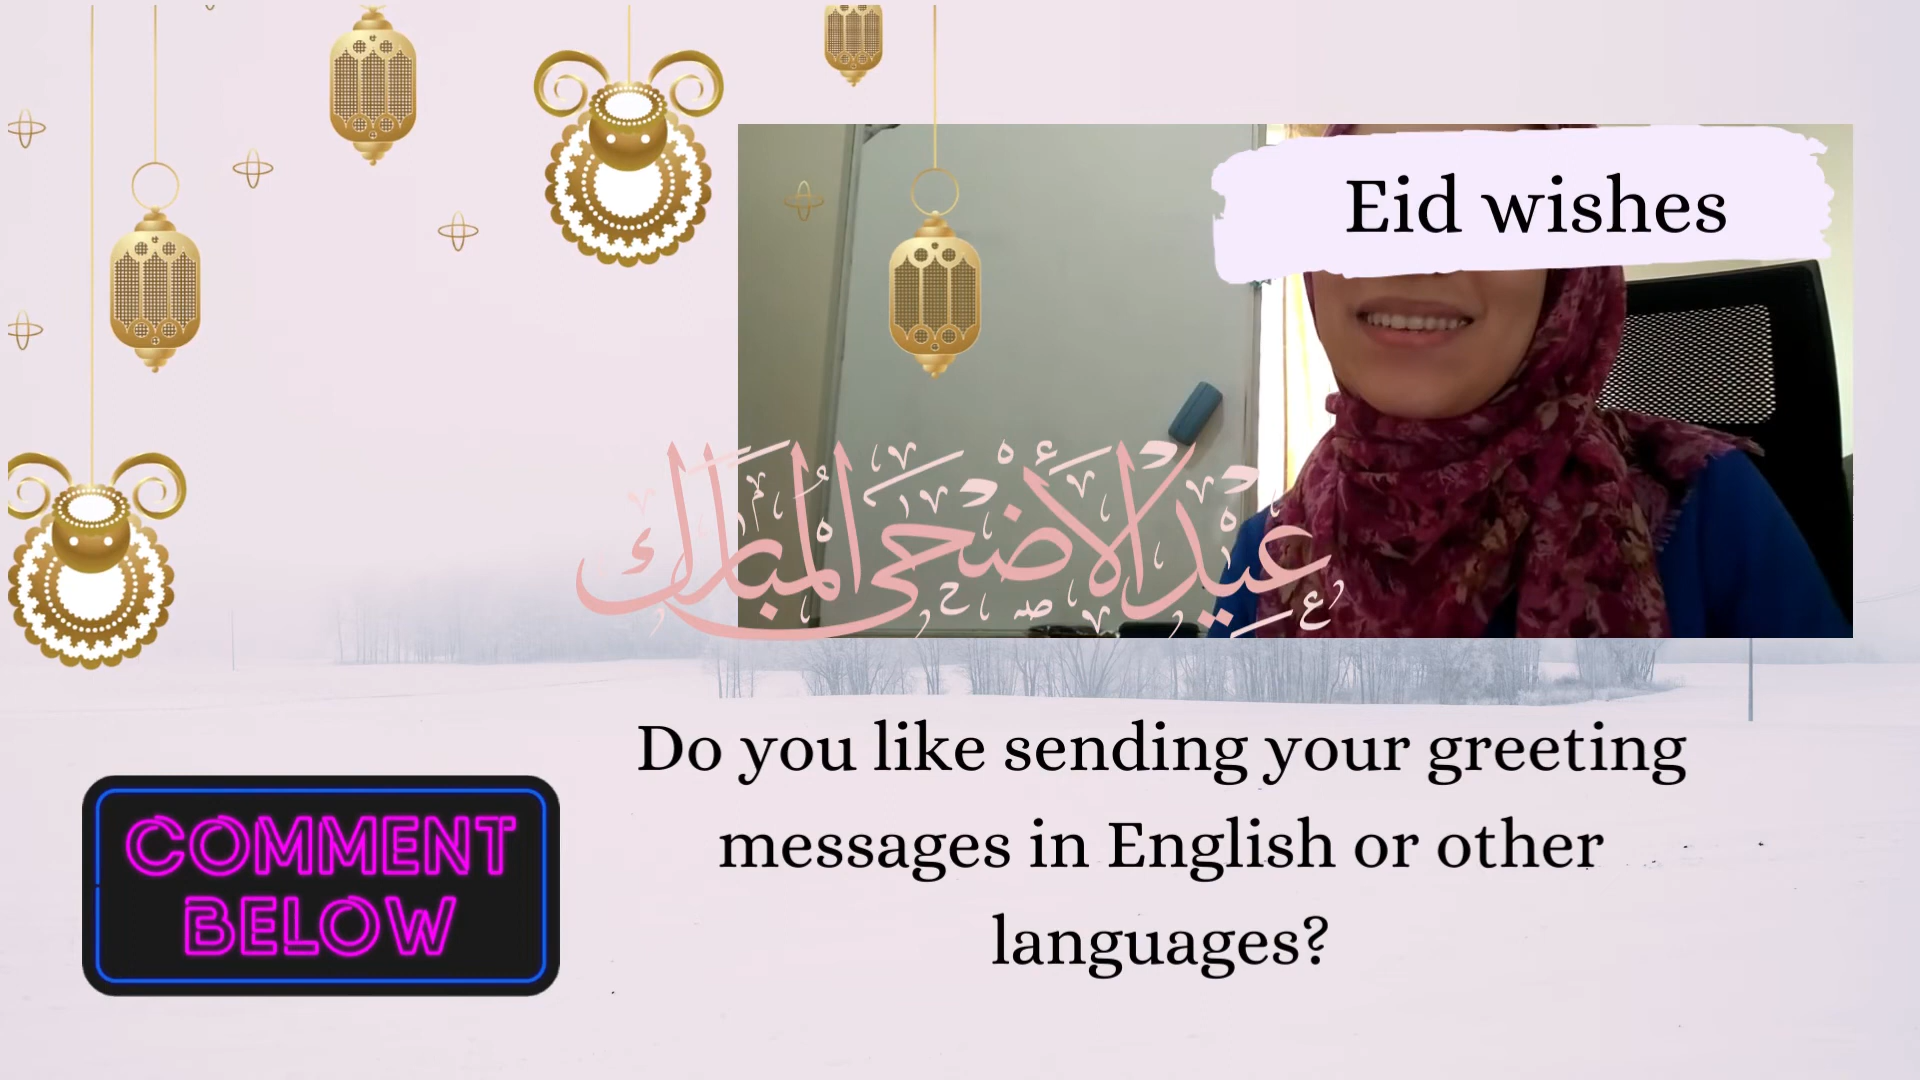 Eid wishes
عيد الأضحى المبارك
Do you like sending your greeting
messages in English or other
languages?
COMMENT
BELOW